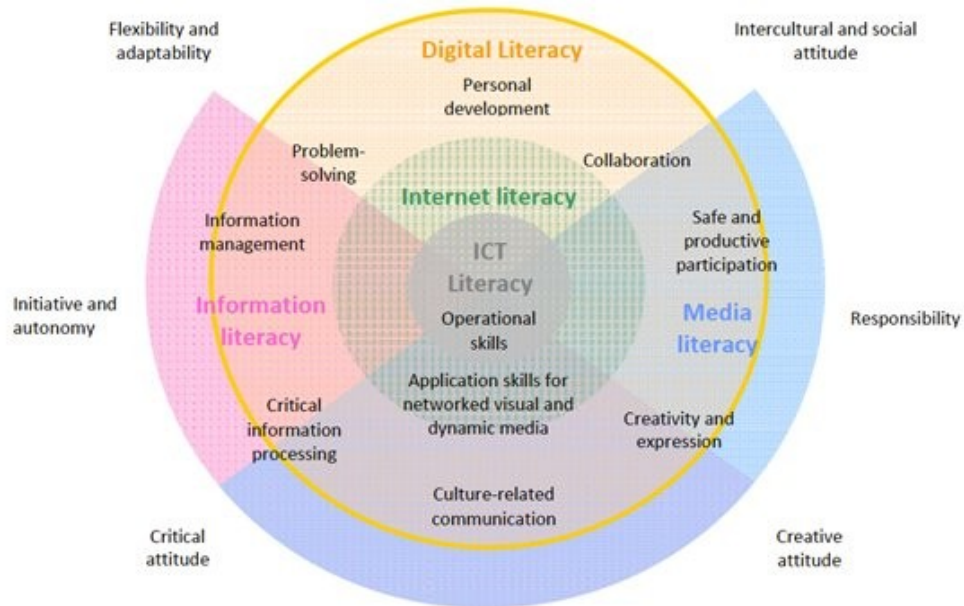 Flexibility and
adaptability
Digital Literacy
Intercultural and social
attitude
Personal
development
Problem-
solving
Collaboration
Internet literacy
Information
management
Safe and
productive
participation
ICT
Literacy
Initiative and
autonomy
Information
literacy
Operational
skills
Media
literacy
Responsibility
Application skills for
networked visual and
dynamic media
Critical
information
processing
Creativity and
expression
Culture-related
communication
Critical
attitude
Creative
attitude